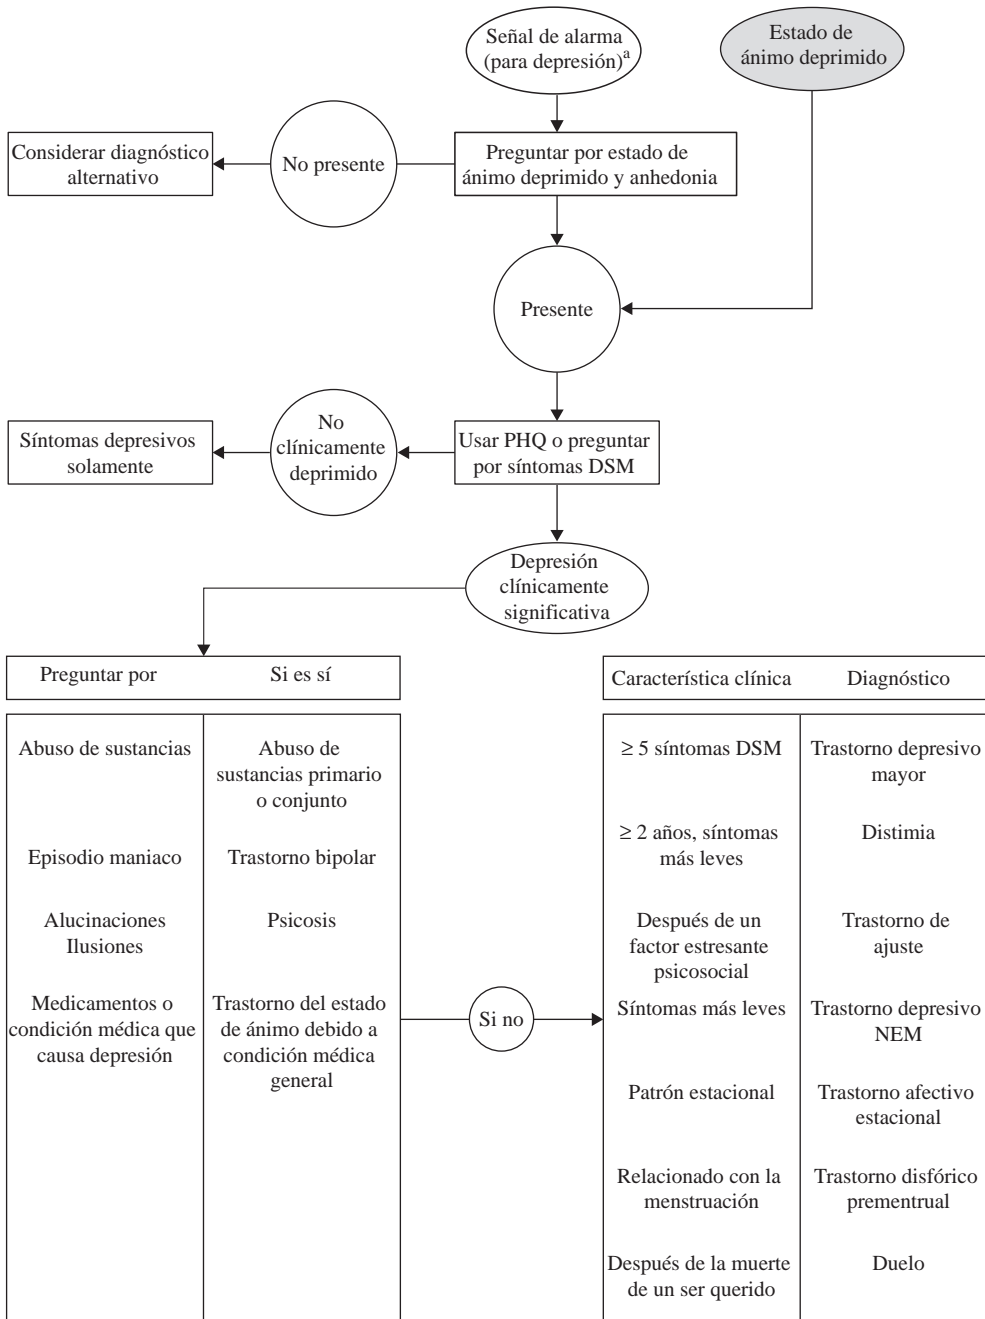 Señal de alarma
(para depresión)a
Estado de
ánimo deprimido
Considerar diagnóstico
alternativo
No presente
Preguntar por estado de
ánimo deprimido y anhedonia
Presente
Síntomas depresivos
solamente
No
clínicamente
deprimido
Usar PHQ o preguntar
por síntomas DSM
Depresión
clínicamente
significativa
Preguntar por
Si es sí
Abuso de sustancias
Abuso de
sustancias primario
o conjunto
Episodio maniaco
Trastorno bipolar
Alucinaciones
Ilusiones
Psicosis
Medicamentos o
condición médica que
causa depresión
Trastorno del estado
de ánimo debido a
condición médica
general
Si no
Característica clínica
Diagnóstico
≥ 5 síntomas DSM
Trastorno depresivo
mayor
≥ 2 años, síntomas
más leves
Distimia
Después de un
factor estresante
psicosocial
Trastorno de
ajuste
Síntomas más leves
Trastorno depresivo
NEM
Patrón estacional
Trastorno afectivo
estacional
Relacionado con la
menstruación
Trastorno disfórico
prementrual
Después de la muerte
de un ser querido
Duelo